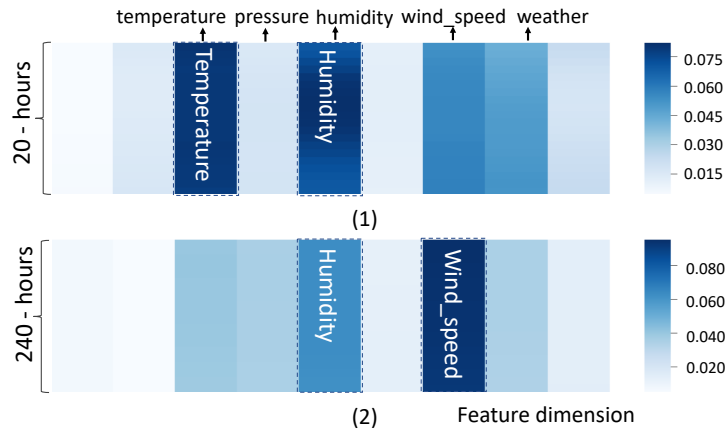 temperature pressure humidity wind_speed weather
20 - hours
Temperature
Humidity
0.075
0.060
0.045
0.030
0.015
(1)
240 - hours
Humidity
Wind_speed
0.080
0.060
0.040
0.020
(2)
Feature dimension